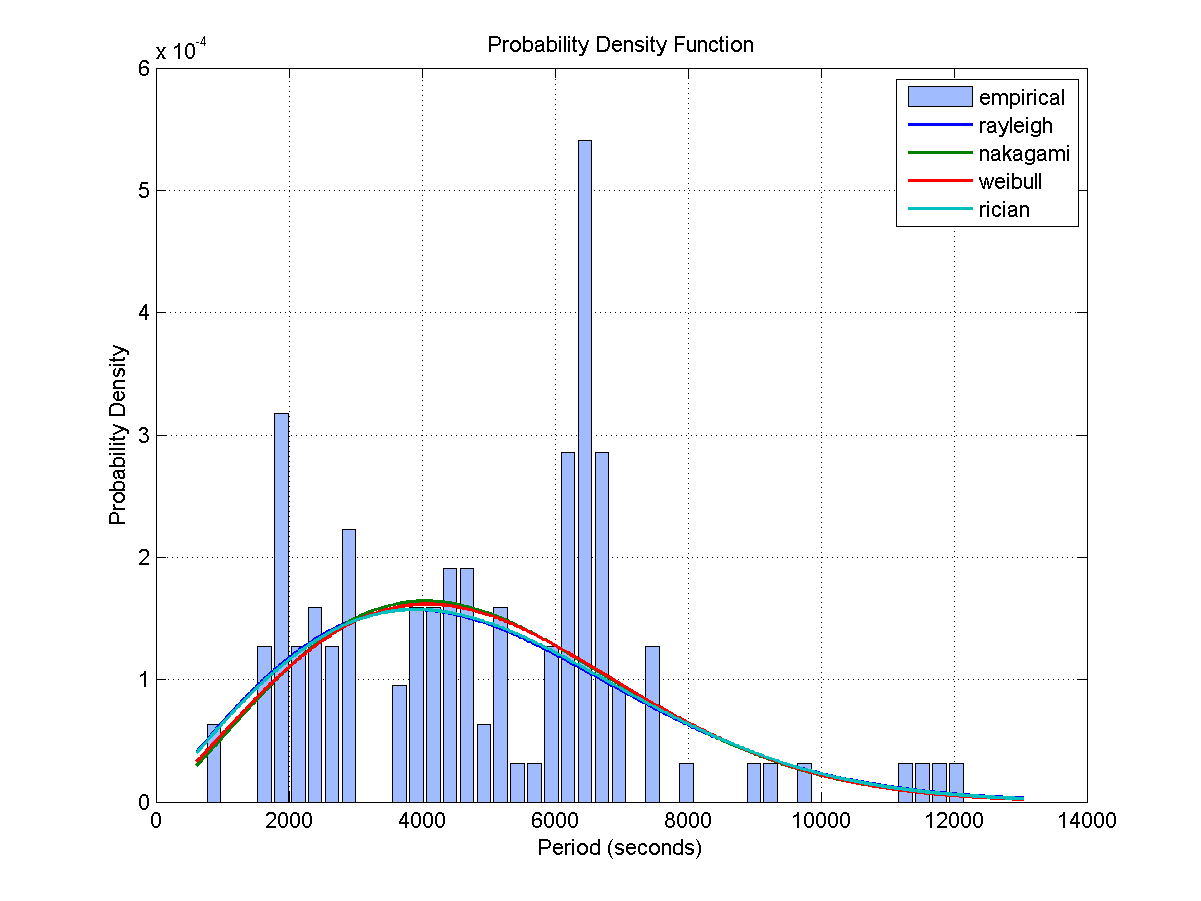 Probability Density Function
x 10-4
6
5
4
3
2
1
0
Probability Density
0 2000 4000 6000 8000 10000 12000 14000
Period (seconds)
empirical
rayleigh
nakagami
weibull
rician